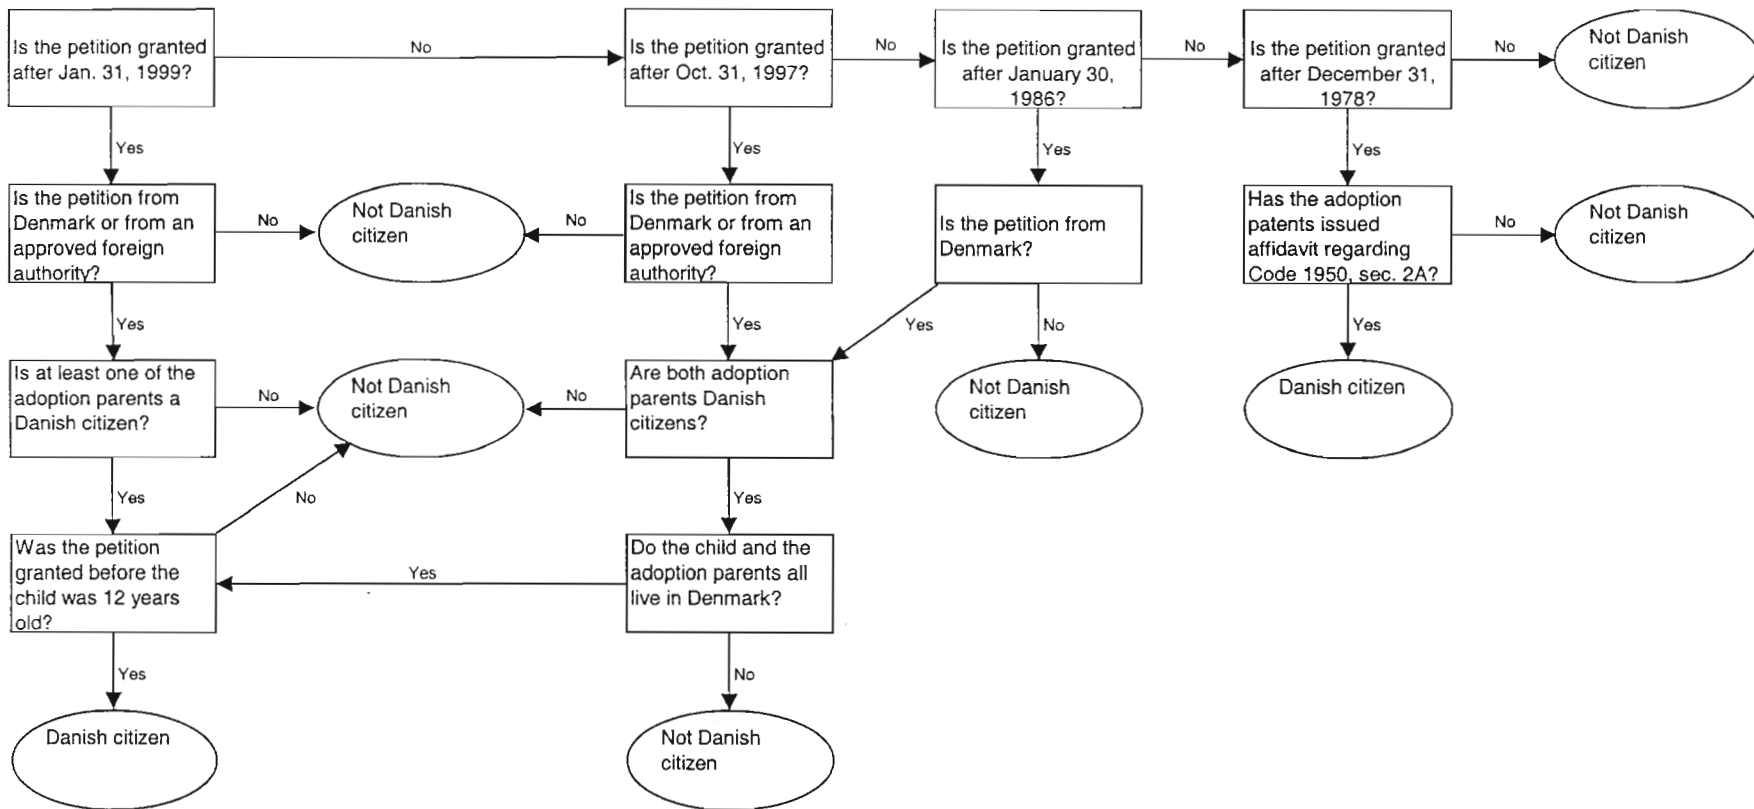 Is the petition granted
after Jan. 31, 1999?
No
Is the petition granted
after Oct. 31, 1997?
No
Is the petition granted
after January 30,
1986?
No
Is the petition granted
after December 31,
1978?
No
Not Danish
citizen
Yes
Yes
Yes
Yes
Is the petition from
Denmark or from an
approved foreign
authority?
No
Not Danish
citizen
No
Is the petition from
Denmark or from an
approved foreign
authority?
Is the petition from
Denmark?
Has the adoption
patents issued
affidavit regarding
Code 1950, sec. 2A?
No
Not Danish
citizen
Yes
Yes
Yes
No
Yes
Is at least one of the
adoption parents a
Danish citizen?
No
Not Danish
citizen
No
Are both adoption
parents Danish
citizens?
Not Danish
citizen
Danish citizen
Yes
No
Yes
Was the petition
granted before the
child was 12 years
old?
Yes
Do the child and the
adoption parents all
live in Denmark?
Yes
No
Danish citizen
Not Danish
citizen